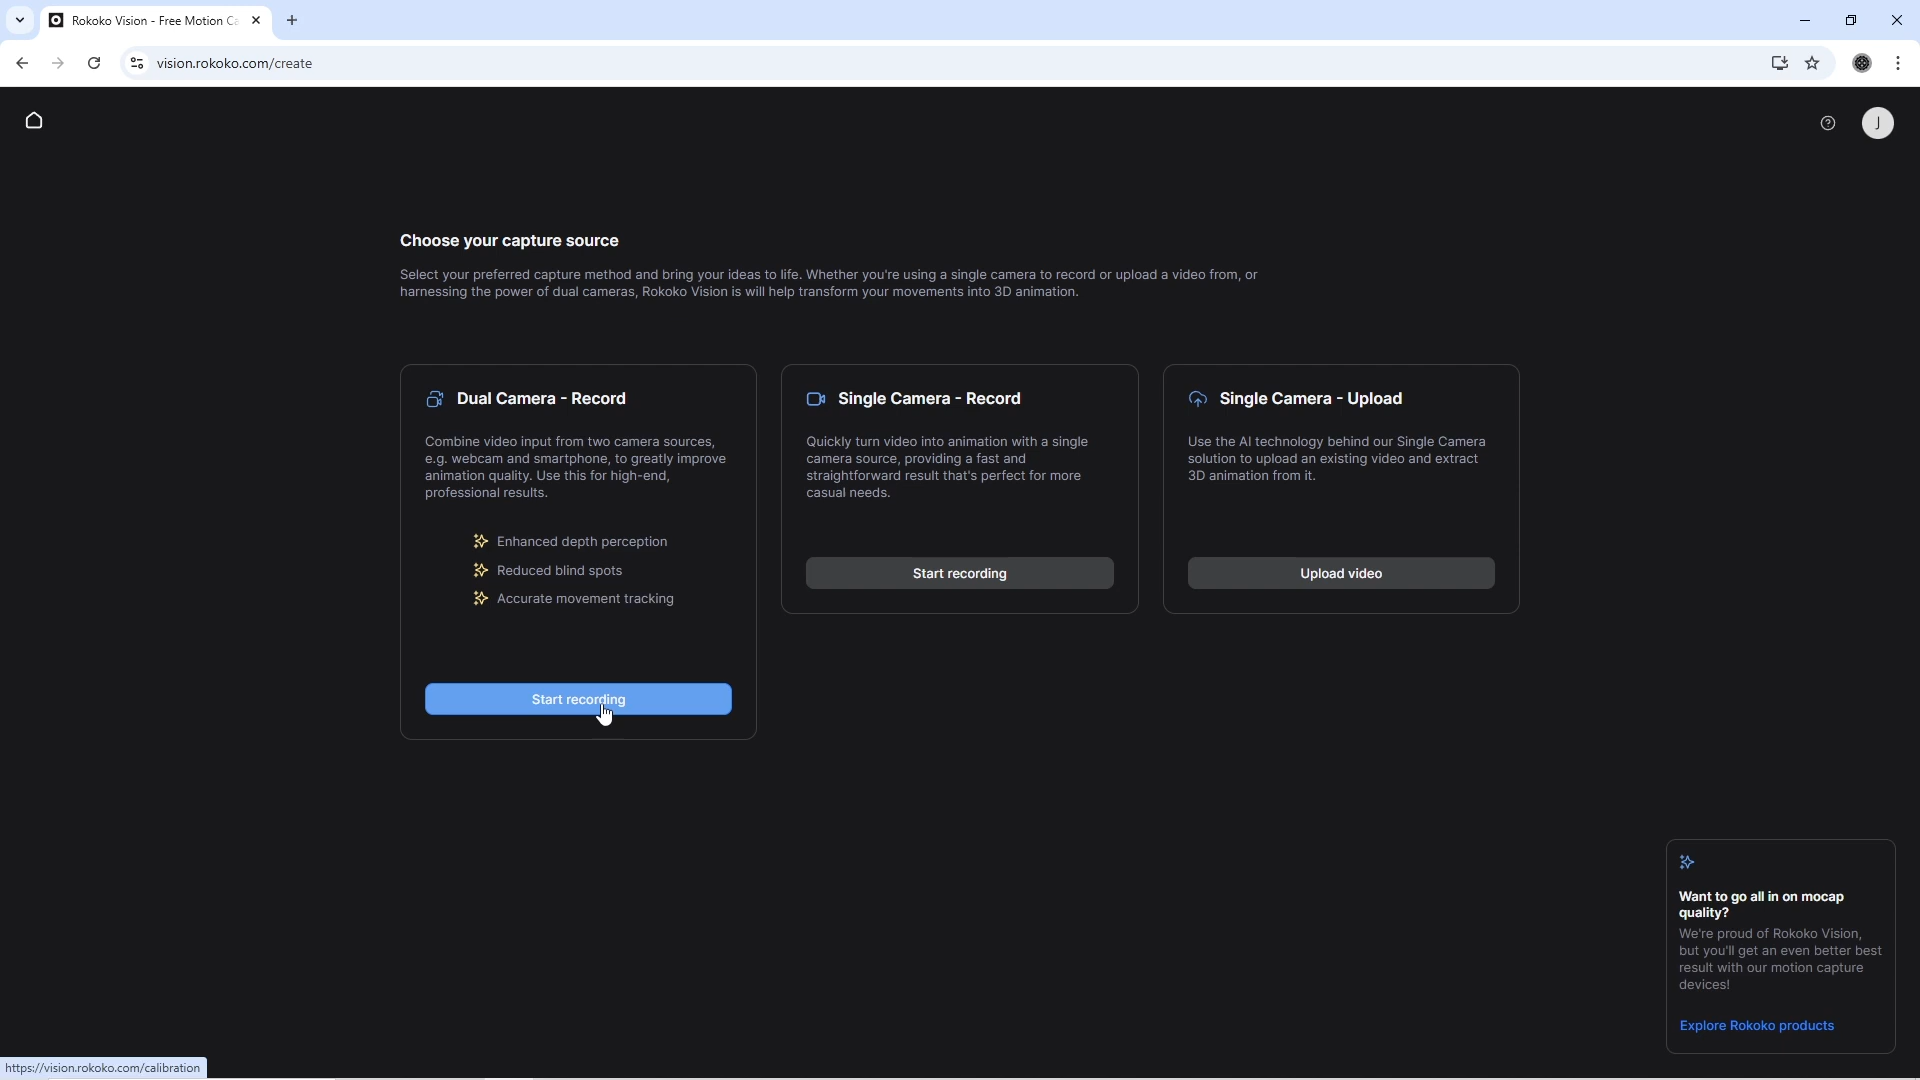 Rokoko Vision - Free Motion Ca
vision.rokoko.com/create
J
Choose your capture source
Select your preferred capture method and bring your ideas to life. Whether you're using a single camera to record or upload a video from, or
harnessing the power of dual cameras, Rokoko Vision is will help transform your movements into 3D animation.
Dual Camera - Record
Combine video input from two camera sources,
e.g. webcam and smartphone, to greatly improve
animation quality. Use this for high-end,
professional results.
Enhanced depth perception
Reduced blind spots
Accurate movement tracking
Start recording
Single Camera - Record
Quickly turn video into animation with a single
camera source, providing a fast and
straightforward result that's perfect for more
casual needs.
Start recording
Single Camera - Upload
Use the AI technology behind our Single Camera
solution to upload an existing video and extract
3D animation from it.
Upload video
Want to go all in on mocap
quality?
We're proud of Rokoko Vision,
but you'll get an even better best
result with our motion capture
devices!
Explore Rokoko products
https://vision.rokoko.com/calibration